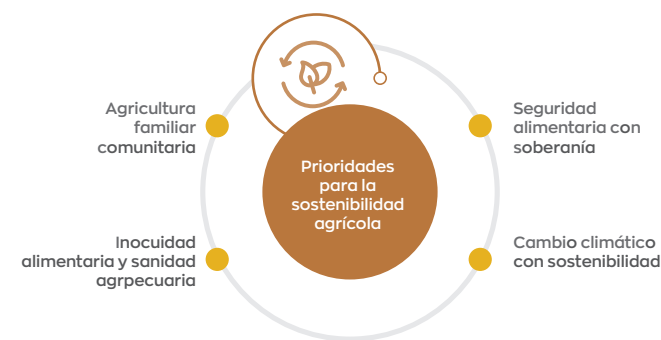 Agricultura
familiar
comunitaria
Seguridad
alimentaria con
soberanía
Prioridades
para la
sostenibilidad
agrícola
Inocuidad
alimentaria y sanidad
agrpecuaria
Cambio climático
con sostenibilidad